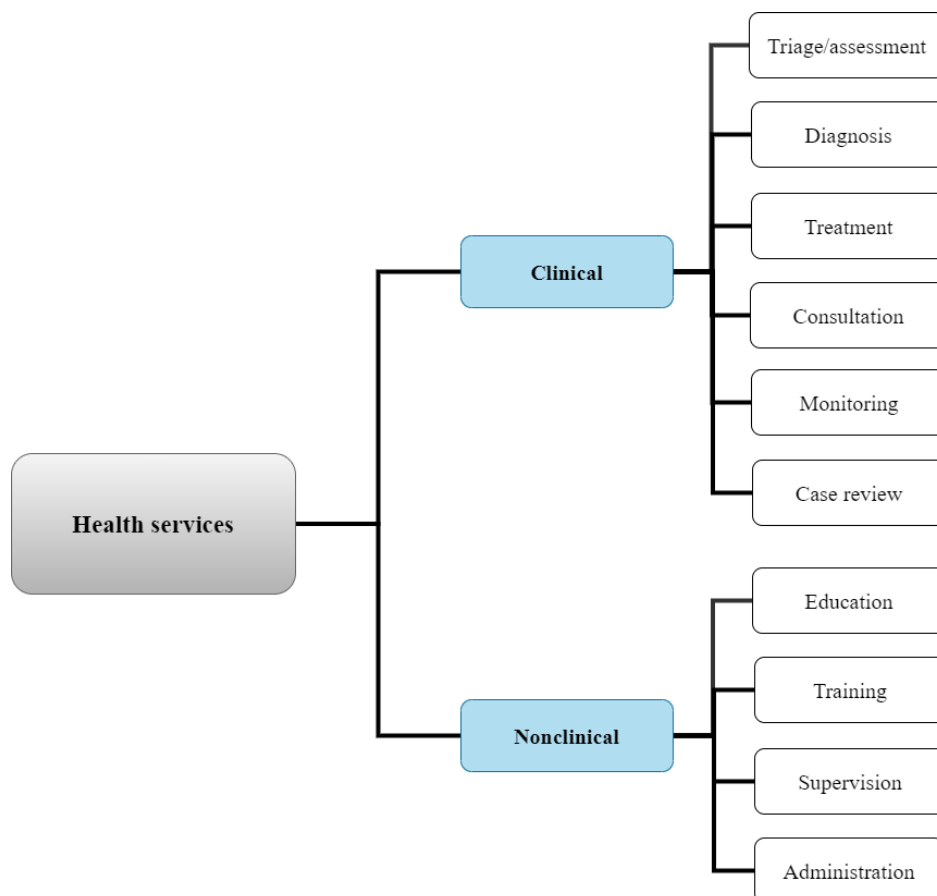 Health services
Clinical
Triage/assessment
Diagnosis
Treatment
Consultation
Monitoring
Case review
Nonclinical
Education
Training
Supervision
Administration